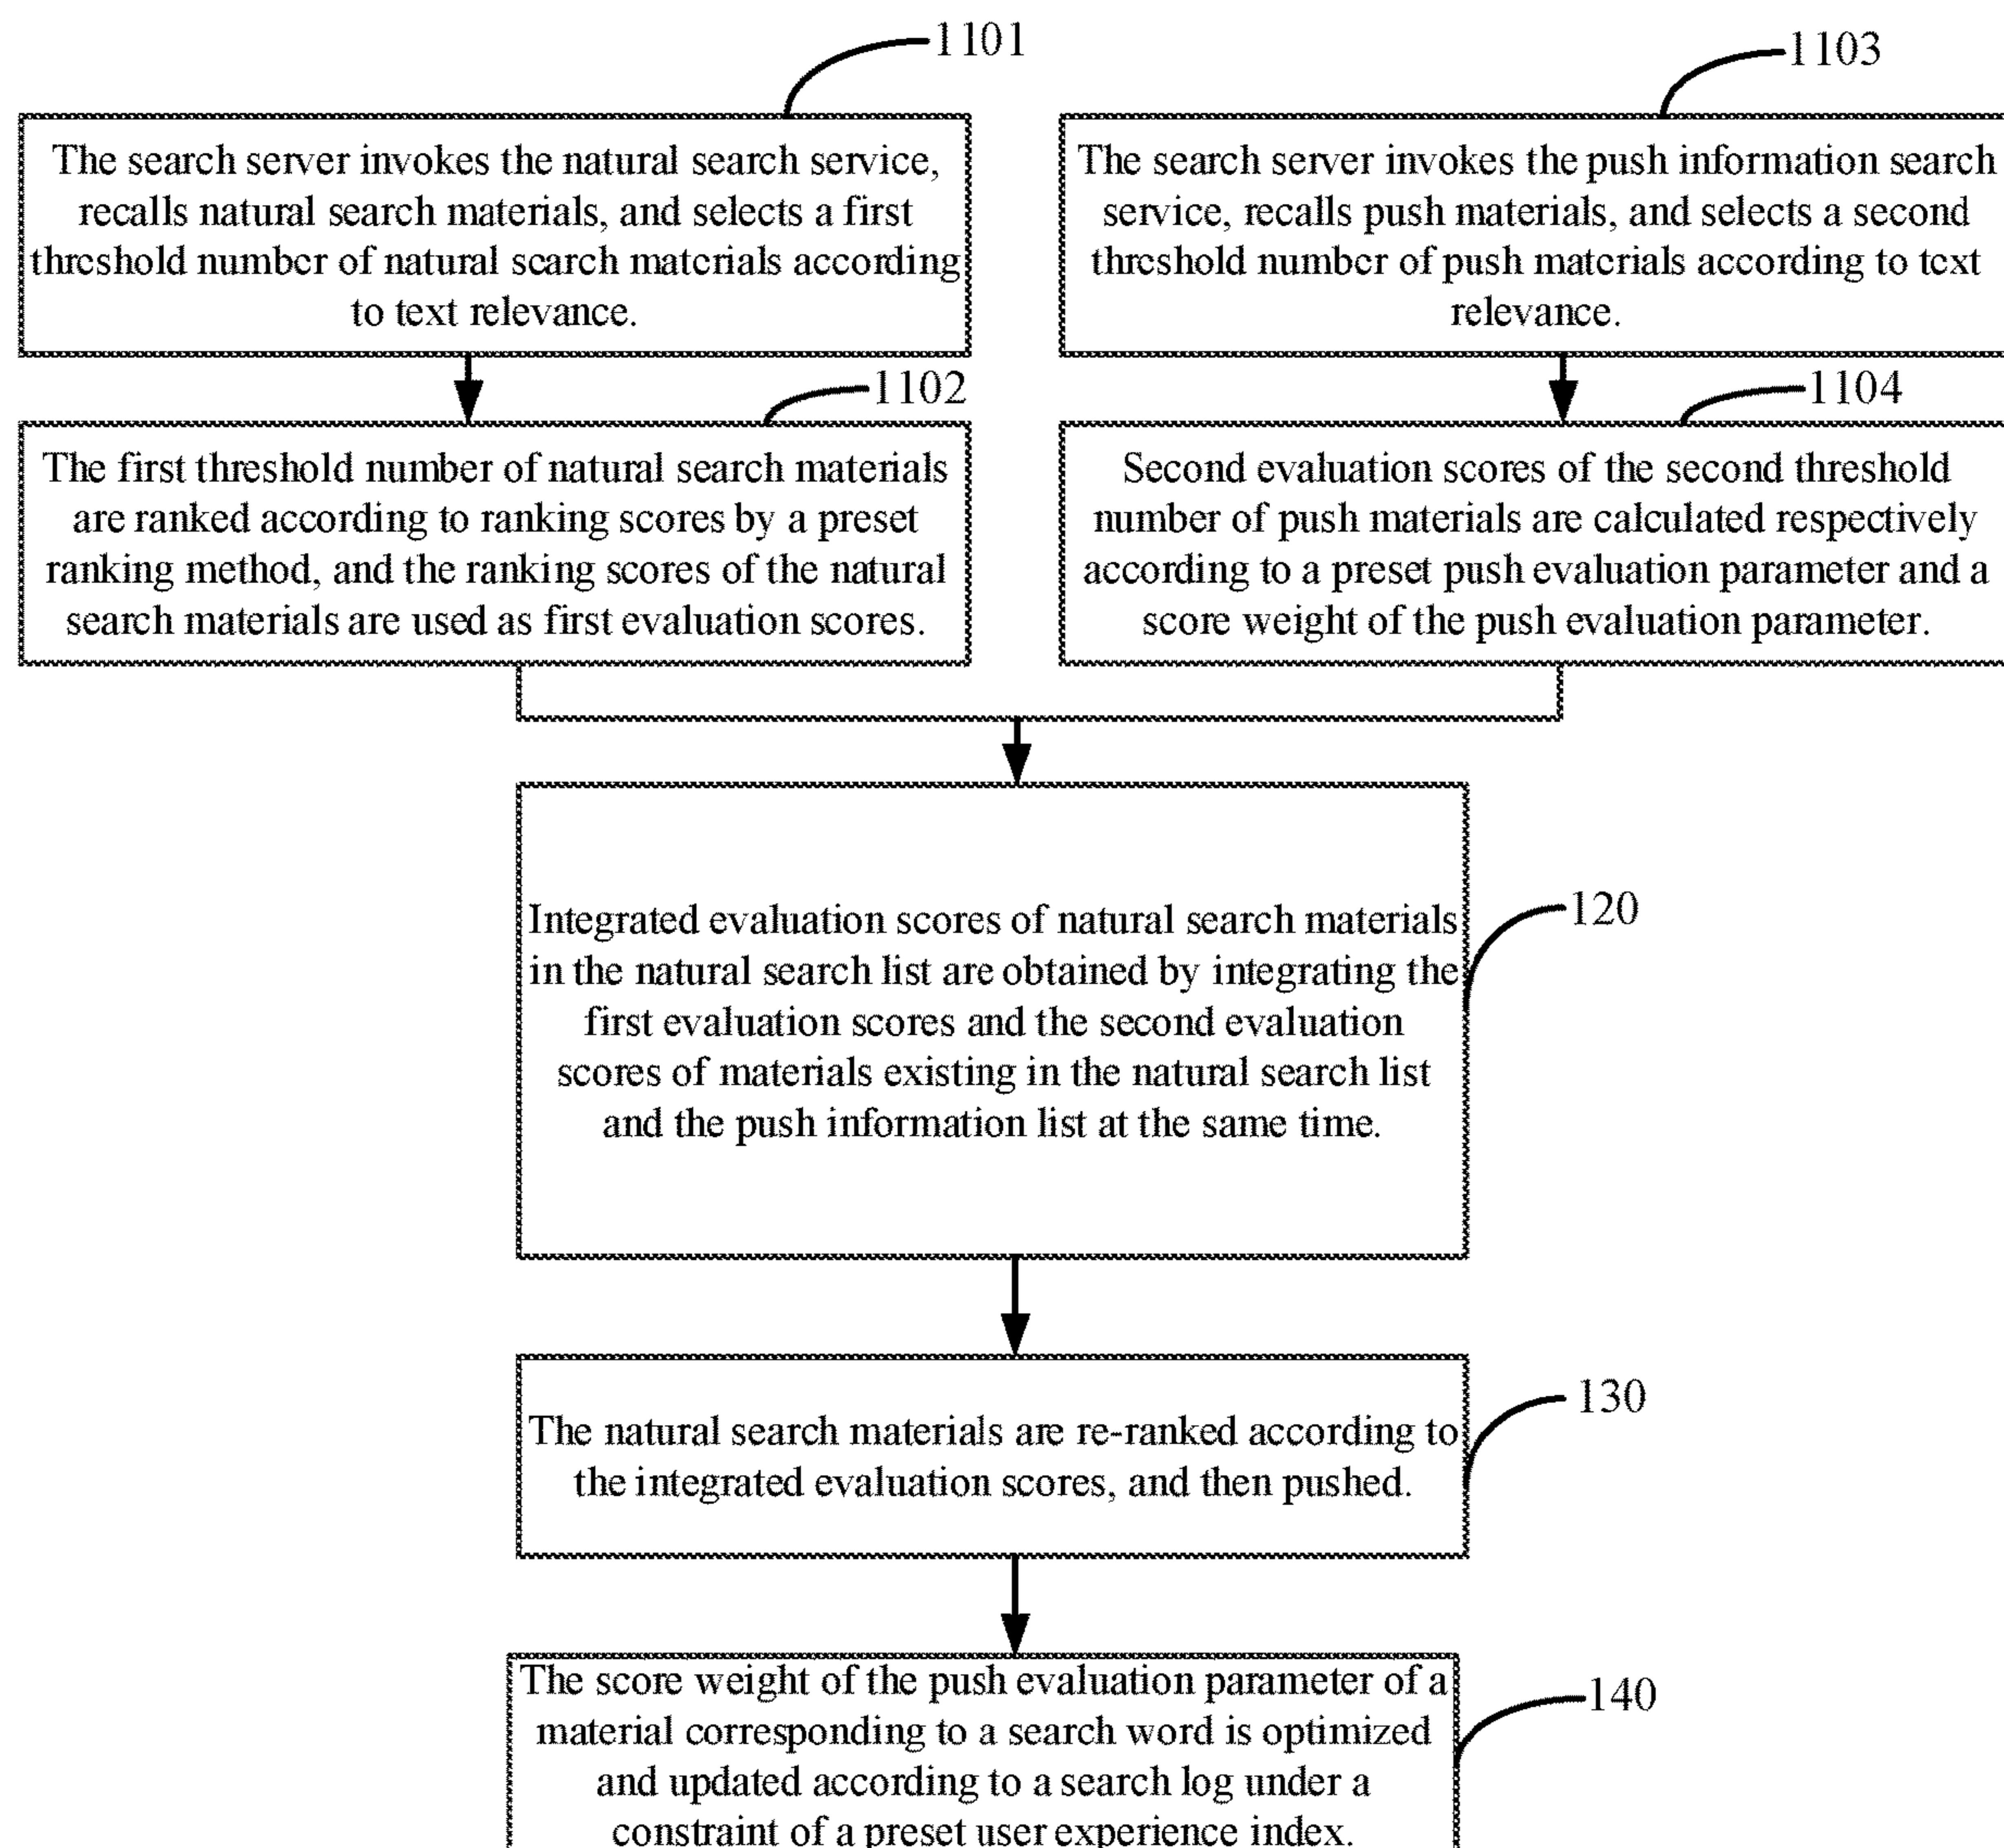 1101
The search server invokes the natural search service,
recalls natural search materials, and selects a first
threshold number of natural search materials according
to text relevance.
1103
The search server invokes the push information search
service, recalls push materials, and selects a second
threshold number of push materials according to text
relevance.
1102
The first threshold number of natural search materials
are ranked according to ranking scores by a preset
ranking method, and the ranking scores of the natural
search materials are used as first evaluation scores.
1104
Second evaluation scores of the second threshold
number of push materials are calculated respectively
according to a preset push evaluation parameter and a
score weight of the push evaluation parameter.
120
Integrated evaluation scores of natural search materials
in the natural search list are obtained by integrating the
first evaluation scores and the second evaluation
scores of materials existing in the natural search list
and the push information list at the same time.
130
The natural search materials are re-ranked according to
the integrated evaluation scores, and then pushed.
140
The score weight of the push evaluation parameter of a
material corresponding to a search word is optimized
and updated according to a search log under a
constraint of a preset user experience index.